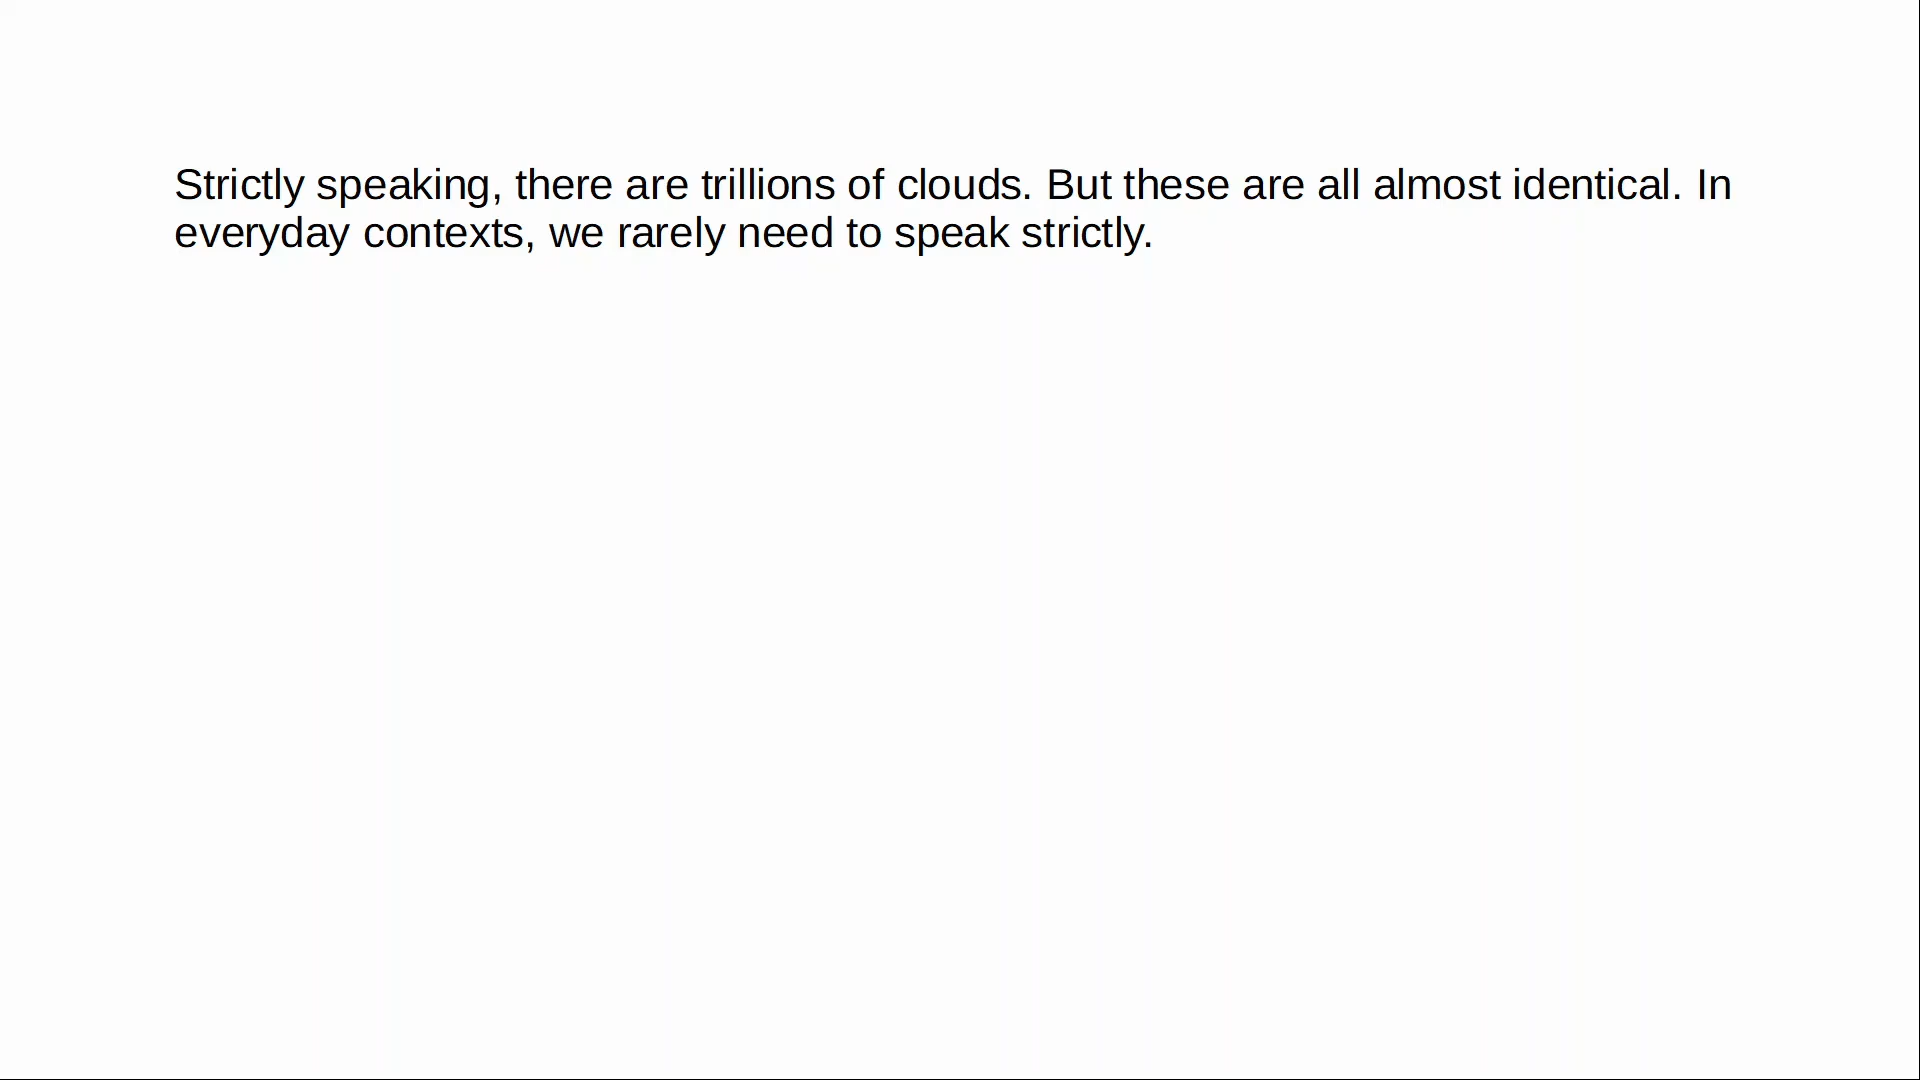 Strictly speaking, there are trillions of clouds. But these are all almost identical. In
everyday contexts, we rarely need to speak strictly.